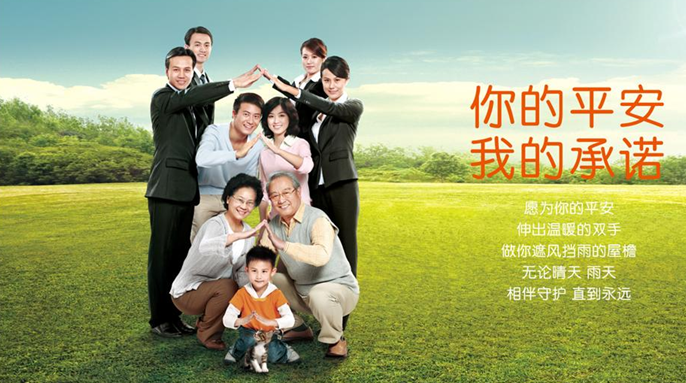 你的平安
我的承诺
愿为你的平安
伸出温暖的双手
做你遮风挡雨的屋檐
无论晴天 雨天
相伴守护 直到永远